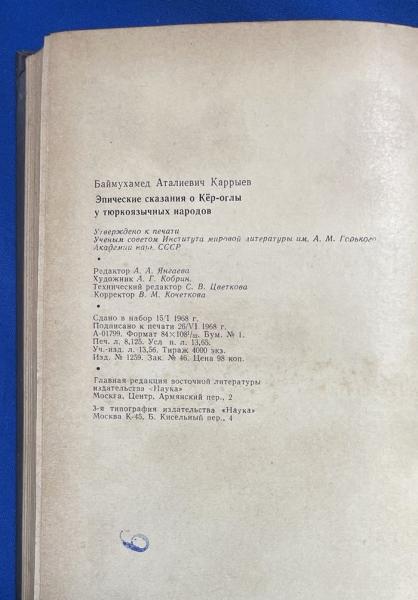 Баймухамед Аталиевич Каррыев
Эпические сказания о Кёр-оглы
у тюркоязычных народов
Утверждено к печати
Ученым советом Института мировой литературы им. А. М. Горького
Академии наук СССР
Редактор А. А. Янгаева
Художник А. Г. Кобрин.
Технический редактор С. В. Цветкова
Корректор В. М. Кочеткова
Сдано в набор 15/I 1968 г.
Подписано к печати 26/VI 1968 г.
А-01799. Формат 84×108¹/₃₂. Бум. № 1.
Печ. л. 8,125. Усл п. л. 13,65.
Уч.-изд. л. 13,56. Тираж 4000 экз.
Изд. № 1259. Зак. № 46. Цена 98 коп.
Главная редакция восточной литературы
издательства «Наука»
Москва, Центр, Армянский пер., 2
3-я типография издательства «Наука»
Москва К-45, Б. Кисельный пер., 4